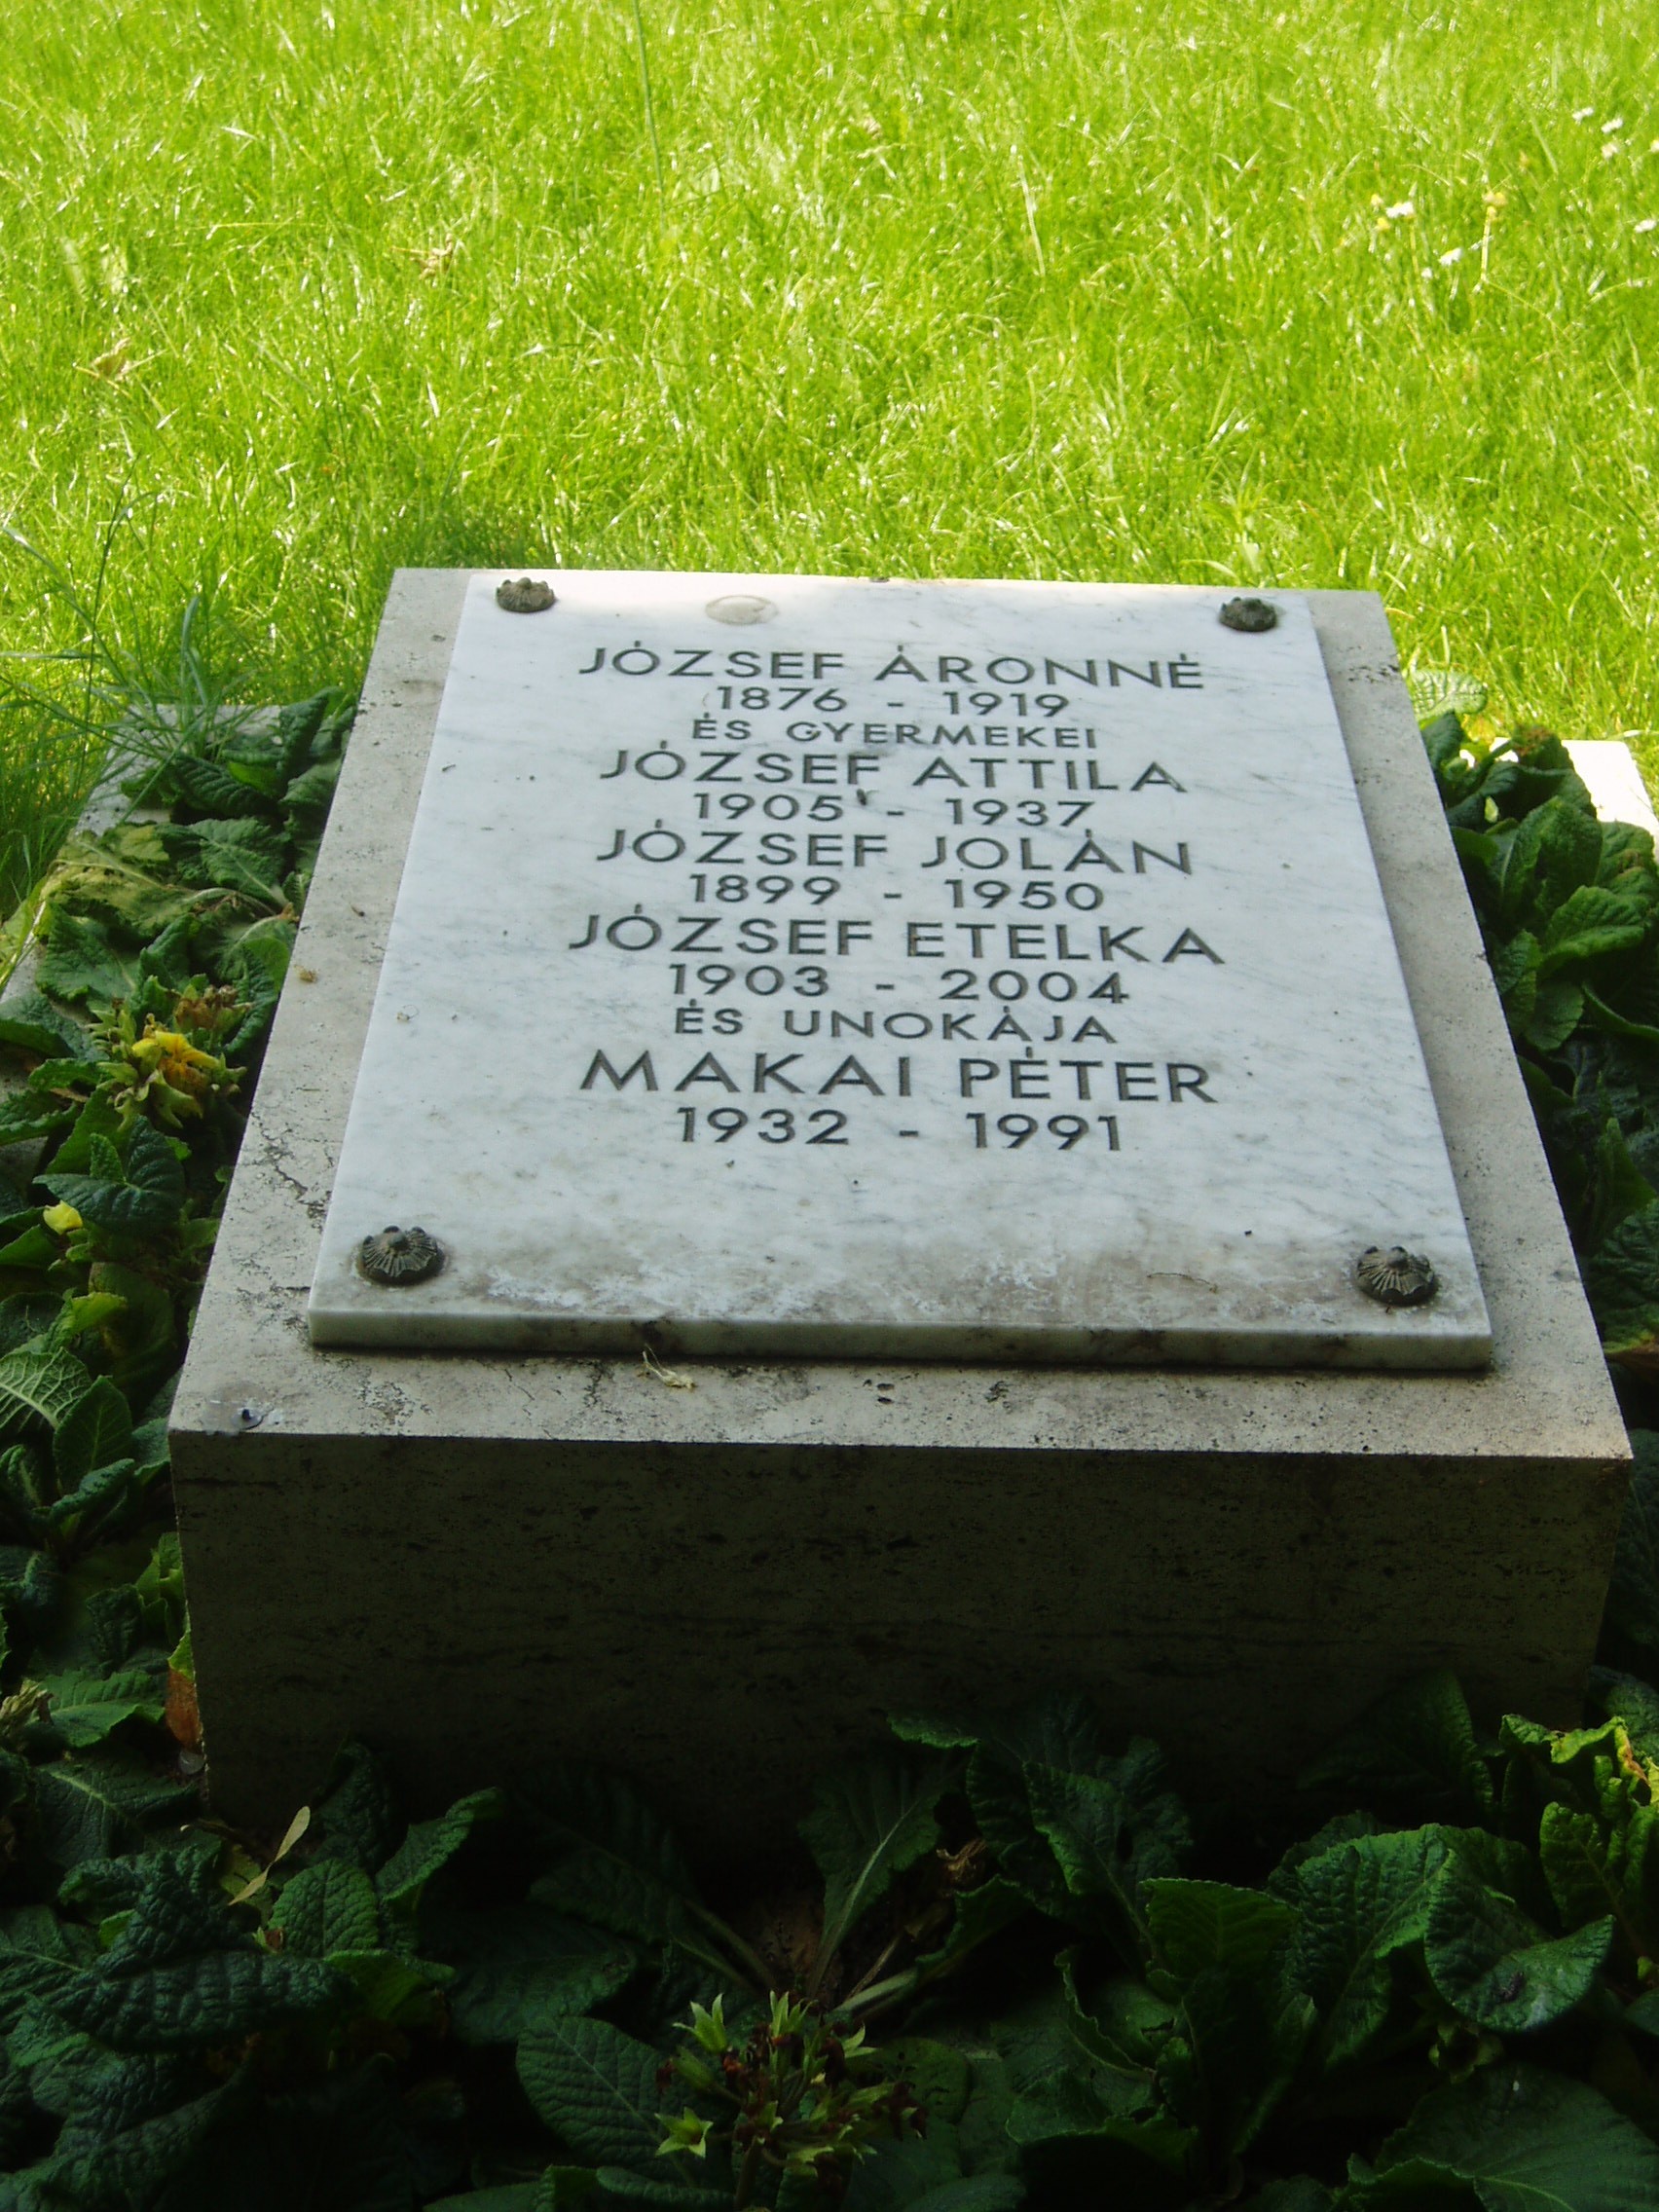 JÓZSEF ÁRONNÉ
1876 - 1919
ÉS GYERMEKEI
JÓZSEF ATTILA
1905 - 1937
JÓZSEF JOLÁN
1899 - 1950
JÓZSEF ETELKA
1903 - 2004
ÉS UNOKÁJA
MAKAI PÉTER
1932 - 1991